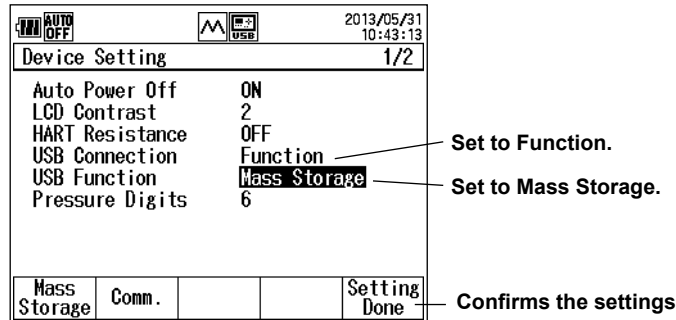 AUTO OFF USB 2013/05/31
10:43:13
Device Setting 1/2
Auto Power Off ON
LCD Contrast 2
HART Resistance OFF
USB Connection Function
USB Function Mass Storage
Pressure Digits 6
Set to Function.
Set to Mass Storage.
Mass Storage Comm. Setting Done
Confirms the settings